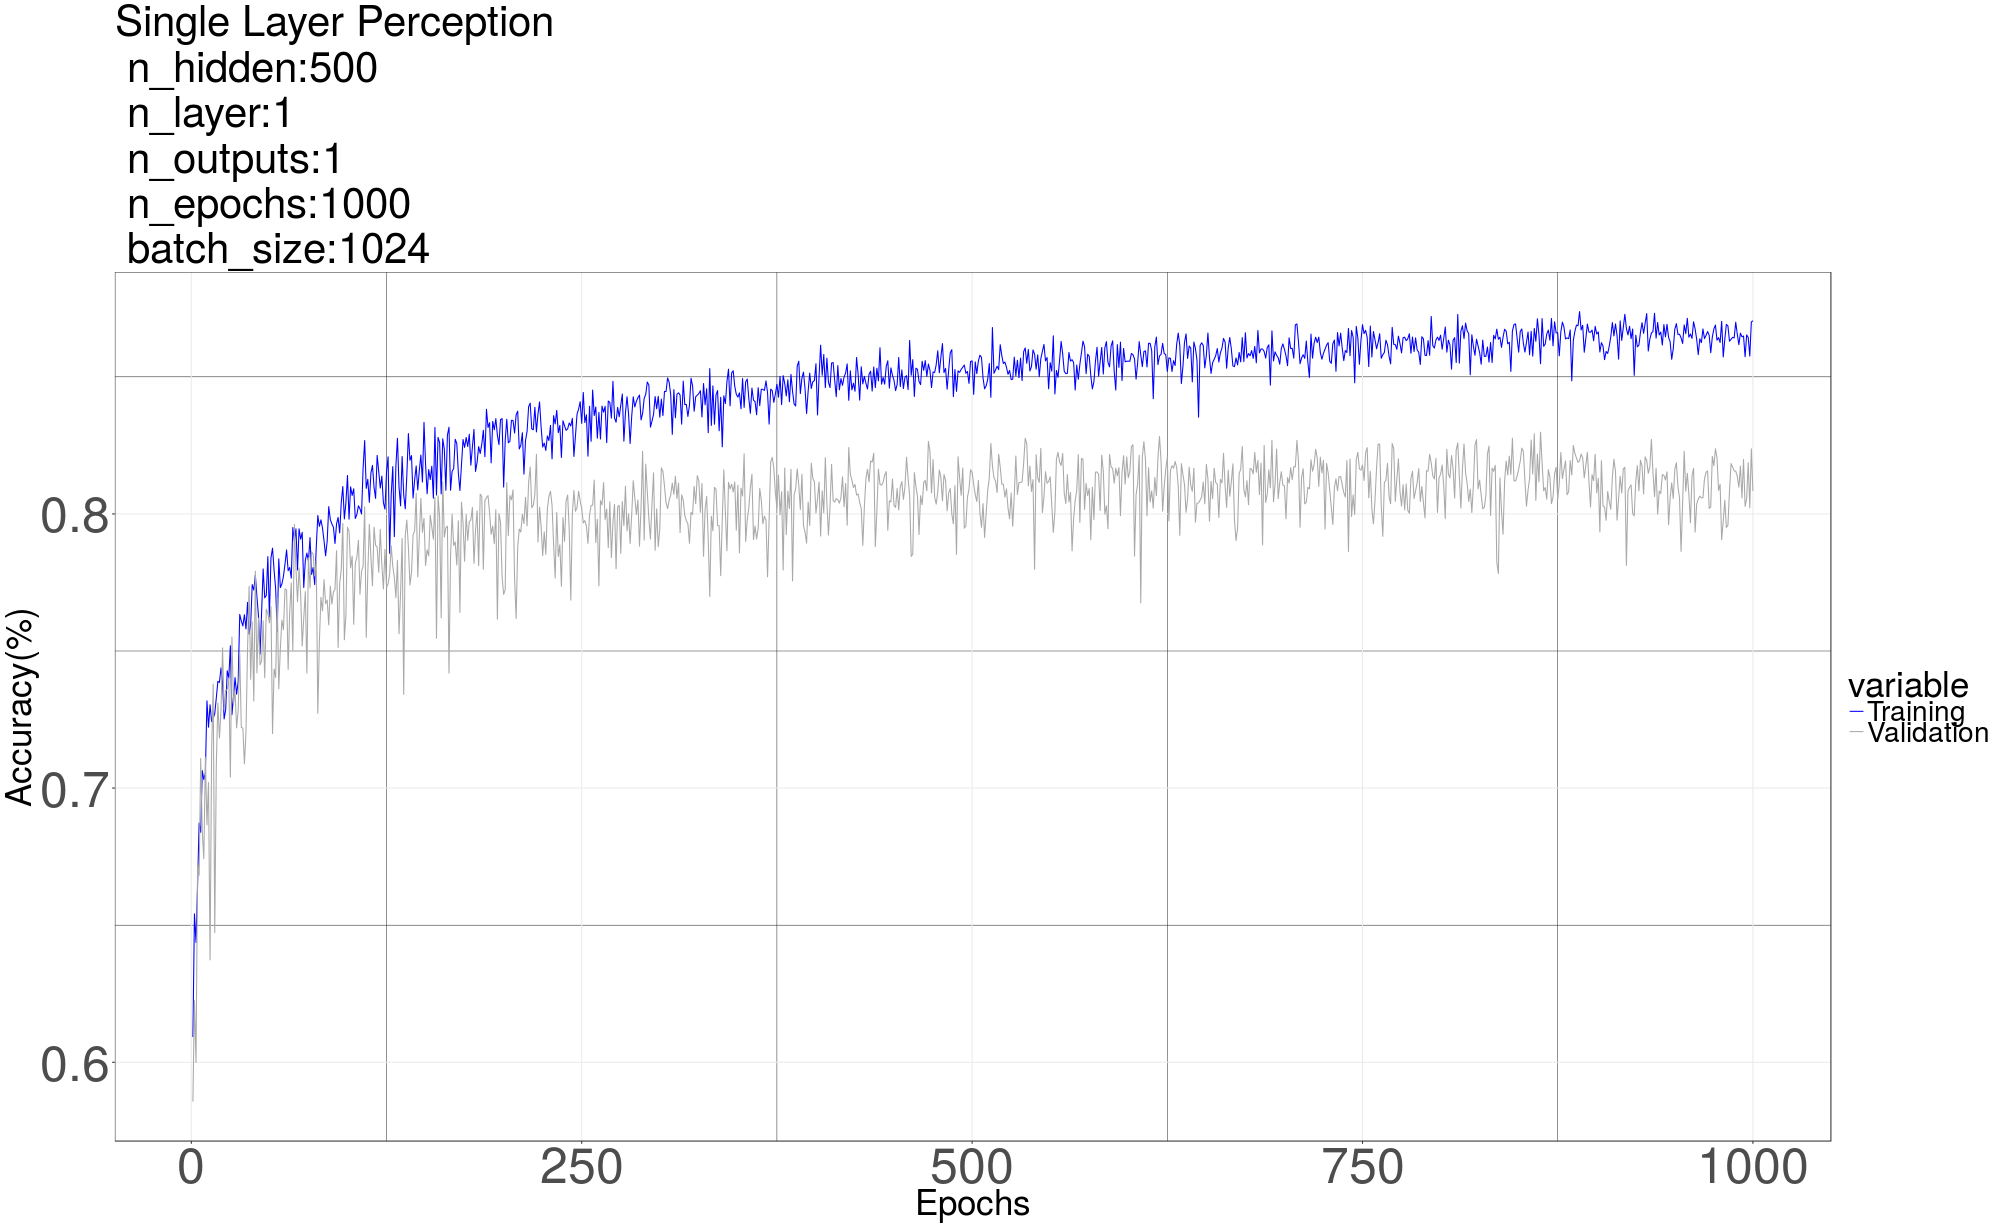 Single Layer Perception
n_hidden:500
n_layer:1
n_outputs:1
n_epochs:1000
batch_size:1024
Accuracy(%)
0.8
0.7
0.6
0
250
500
750
1000
Epochs
variable
Training
Validation